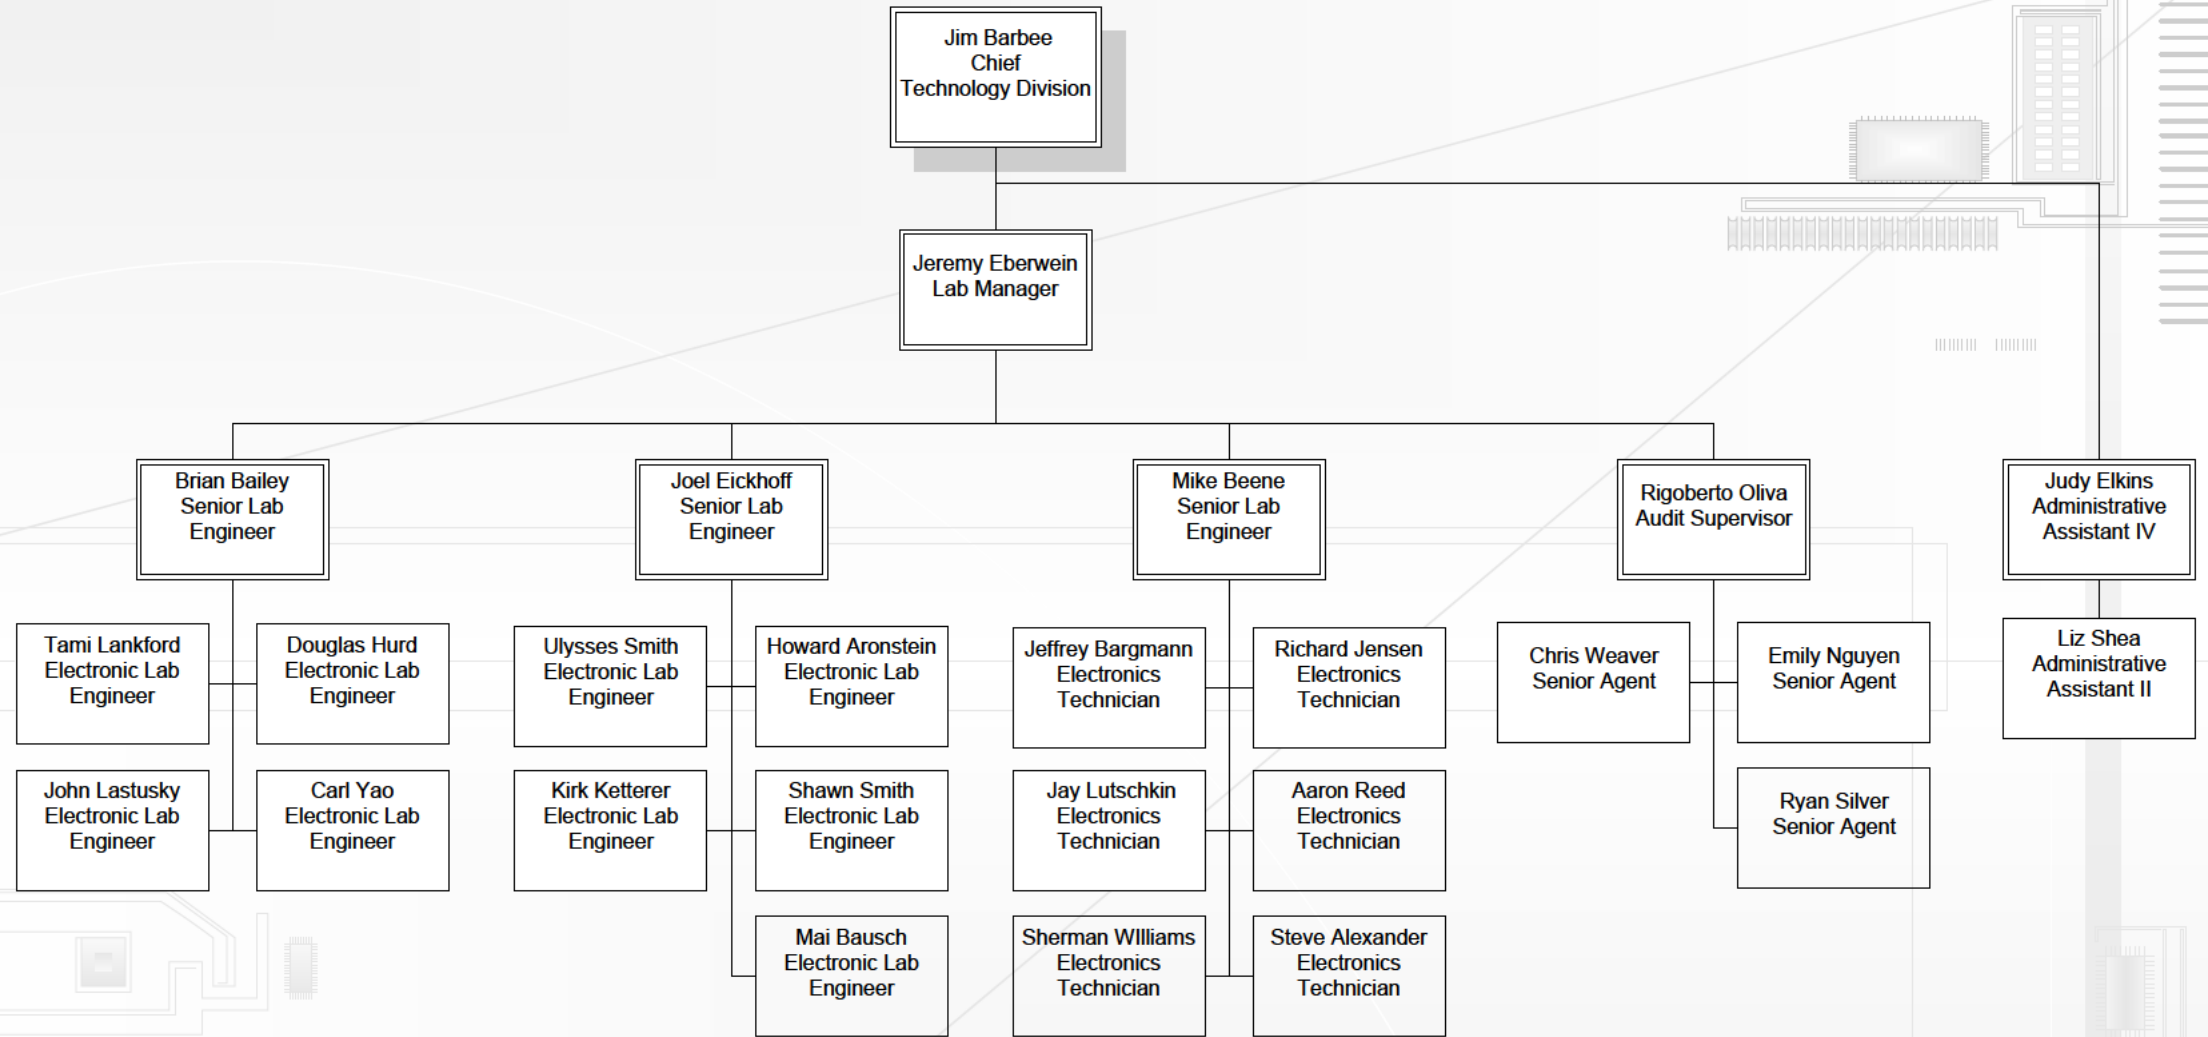 Jim Barbee
Chief
Technology Division
Jeremy Eberwein
Lab Manager
Brian Bailey
Senior Lab
Engineer
Joel Eickhoff
Senior Lab
Engineer
Mike Beene
Senior Lab
Engineer
Rigoberto Oliva
Audit Supervisor
Judy Elkins
Administrative
Assistant IV
Tami Lankford
Electronic Lab
Engineer
Douglas Hurd
Electronic Lab
Engineer
Ulysses Smith
Electronic Lab
Engineer
Howard Aronstein
Electronic Lab
Engineer
Jeffrey Bargmann
Electronics
Technician
Richard Jensen
Electronics
Technician
Chris Weaver
Senior Agent
Emily Nguyen
Senior Agent
Liz Shea
Administrative
Assistant II
John Lastusky
Electronic Lab
Engineer
Carl Yao
Electronic Lab
Engineer
Kirk Ketterer
Electronic Lab
Engineer
Shawn Smith
Electronic Lab
Engineer
Jay Lutschkin
Electronics
Technician
Aaron Reed
Electronics
Technician
Ryan Silver
Senior Agent
Mai Bausch
Electronic Lab
Engineer
Sherman WIlliams
Electronics
Technician
Steve Alexander
Electronics
Technician